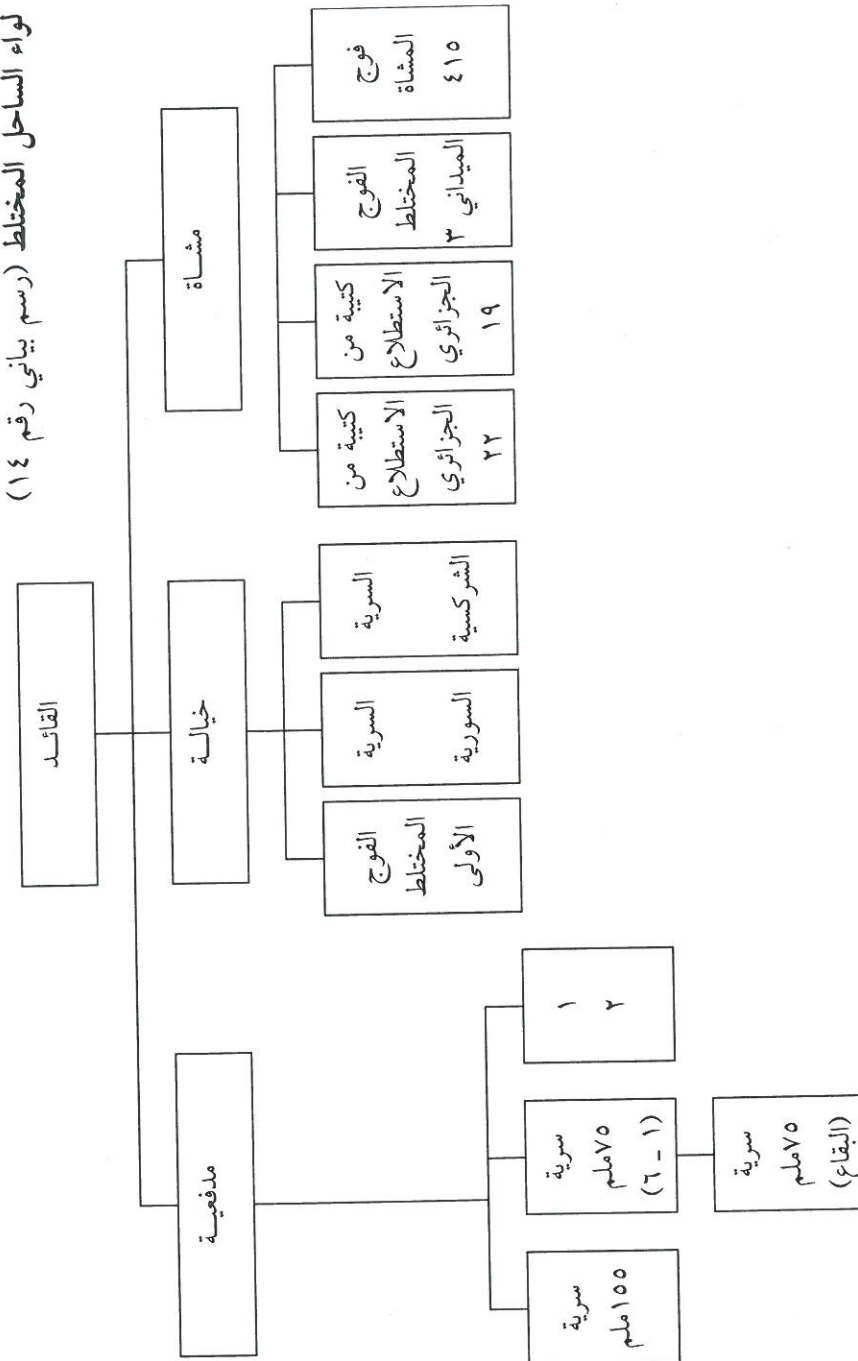 لواء الساحل المختلط (رسم بياني رقم ١٤)
القائد
مشاة
خيالة
مدفعية
فوج
المشاة
٤١٥
الفوج
المختلط
الميداني ٣
كتيبة من
الاستطلاع
الجزائري
١٩
كتيبة من
الاستطلاع
الجزائري
٢٢
السرية
الشركسية
السرية
السورية
الفوج
المختلط
الأولى
١
٢
سرية
٧٥ملم
(١ - ٦)
سرية
١٥٥ملم
سرية
٧٥ملم
(البقاع)